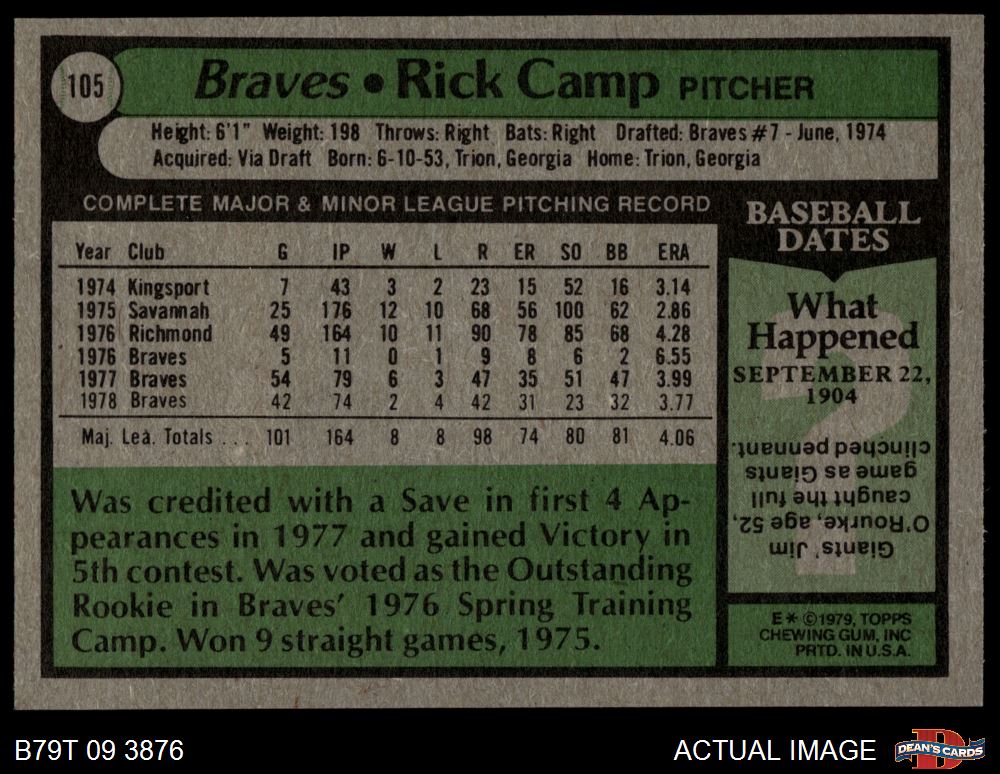 105
Braves • Rick Camp PITCHER
Height: 6'1" Weight: 198 Throws: Right Bats: Right Drafted: Braves #7 - June, 1974
Acquired: Via Draft Born: 6-10-53, Trion, Georgia Home: Trion, Georgia
COMPLETE MAJOR & MINOR LEAGUE PITCHING RECORD
Year Club G IP W L R ER SO BB ERA
1974 Kingsport 7 43 3 2 23 15 52 16 3.14
1975 Savannah 25 176 12 10 68 56 100 62 2.86
1976 Richmond 49 164 10 11 90 78 85 68 4.28
1976 Braves 5 11 0 1 9 8 6 2 6.55
1977 Braves 54 79 6 3 47 35 51 47 3.99
1978 Braves 42 74 2 4 42 31 23 32 3.77
Maj. Lea. Totals . . . 101 164 8 8 98 74 80 81 4.06
Was credited with a Save in first 4 Ap-
pearances in 1977 and gained Victory in
5th contest. Was voted as the Outstanding
Rookie in Braves' 1976 Spring Training
Camp. Won 9 straight games, 1975.
BASEBALL
DATES
What
Happened
SEPTEMBER 22,
1904
?
Giants' Jim
O'Rourke, age 52,
caught the full
game as Giants
clinched pennant.
E * ©1979, TOPPS
CHEWING GUM, INC
PRTD. IN U.S.A.
B79T 09 3876
ACTUAL IMAGE
D
DEAN'S CARDS